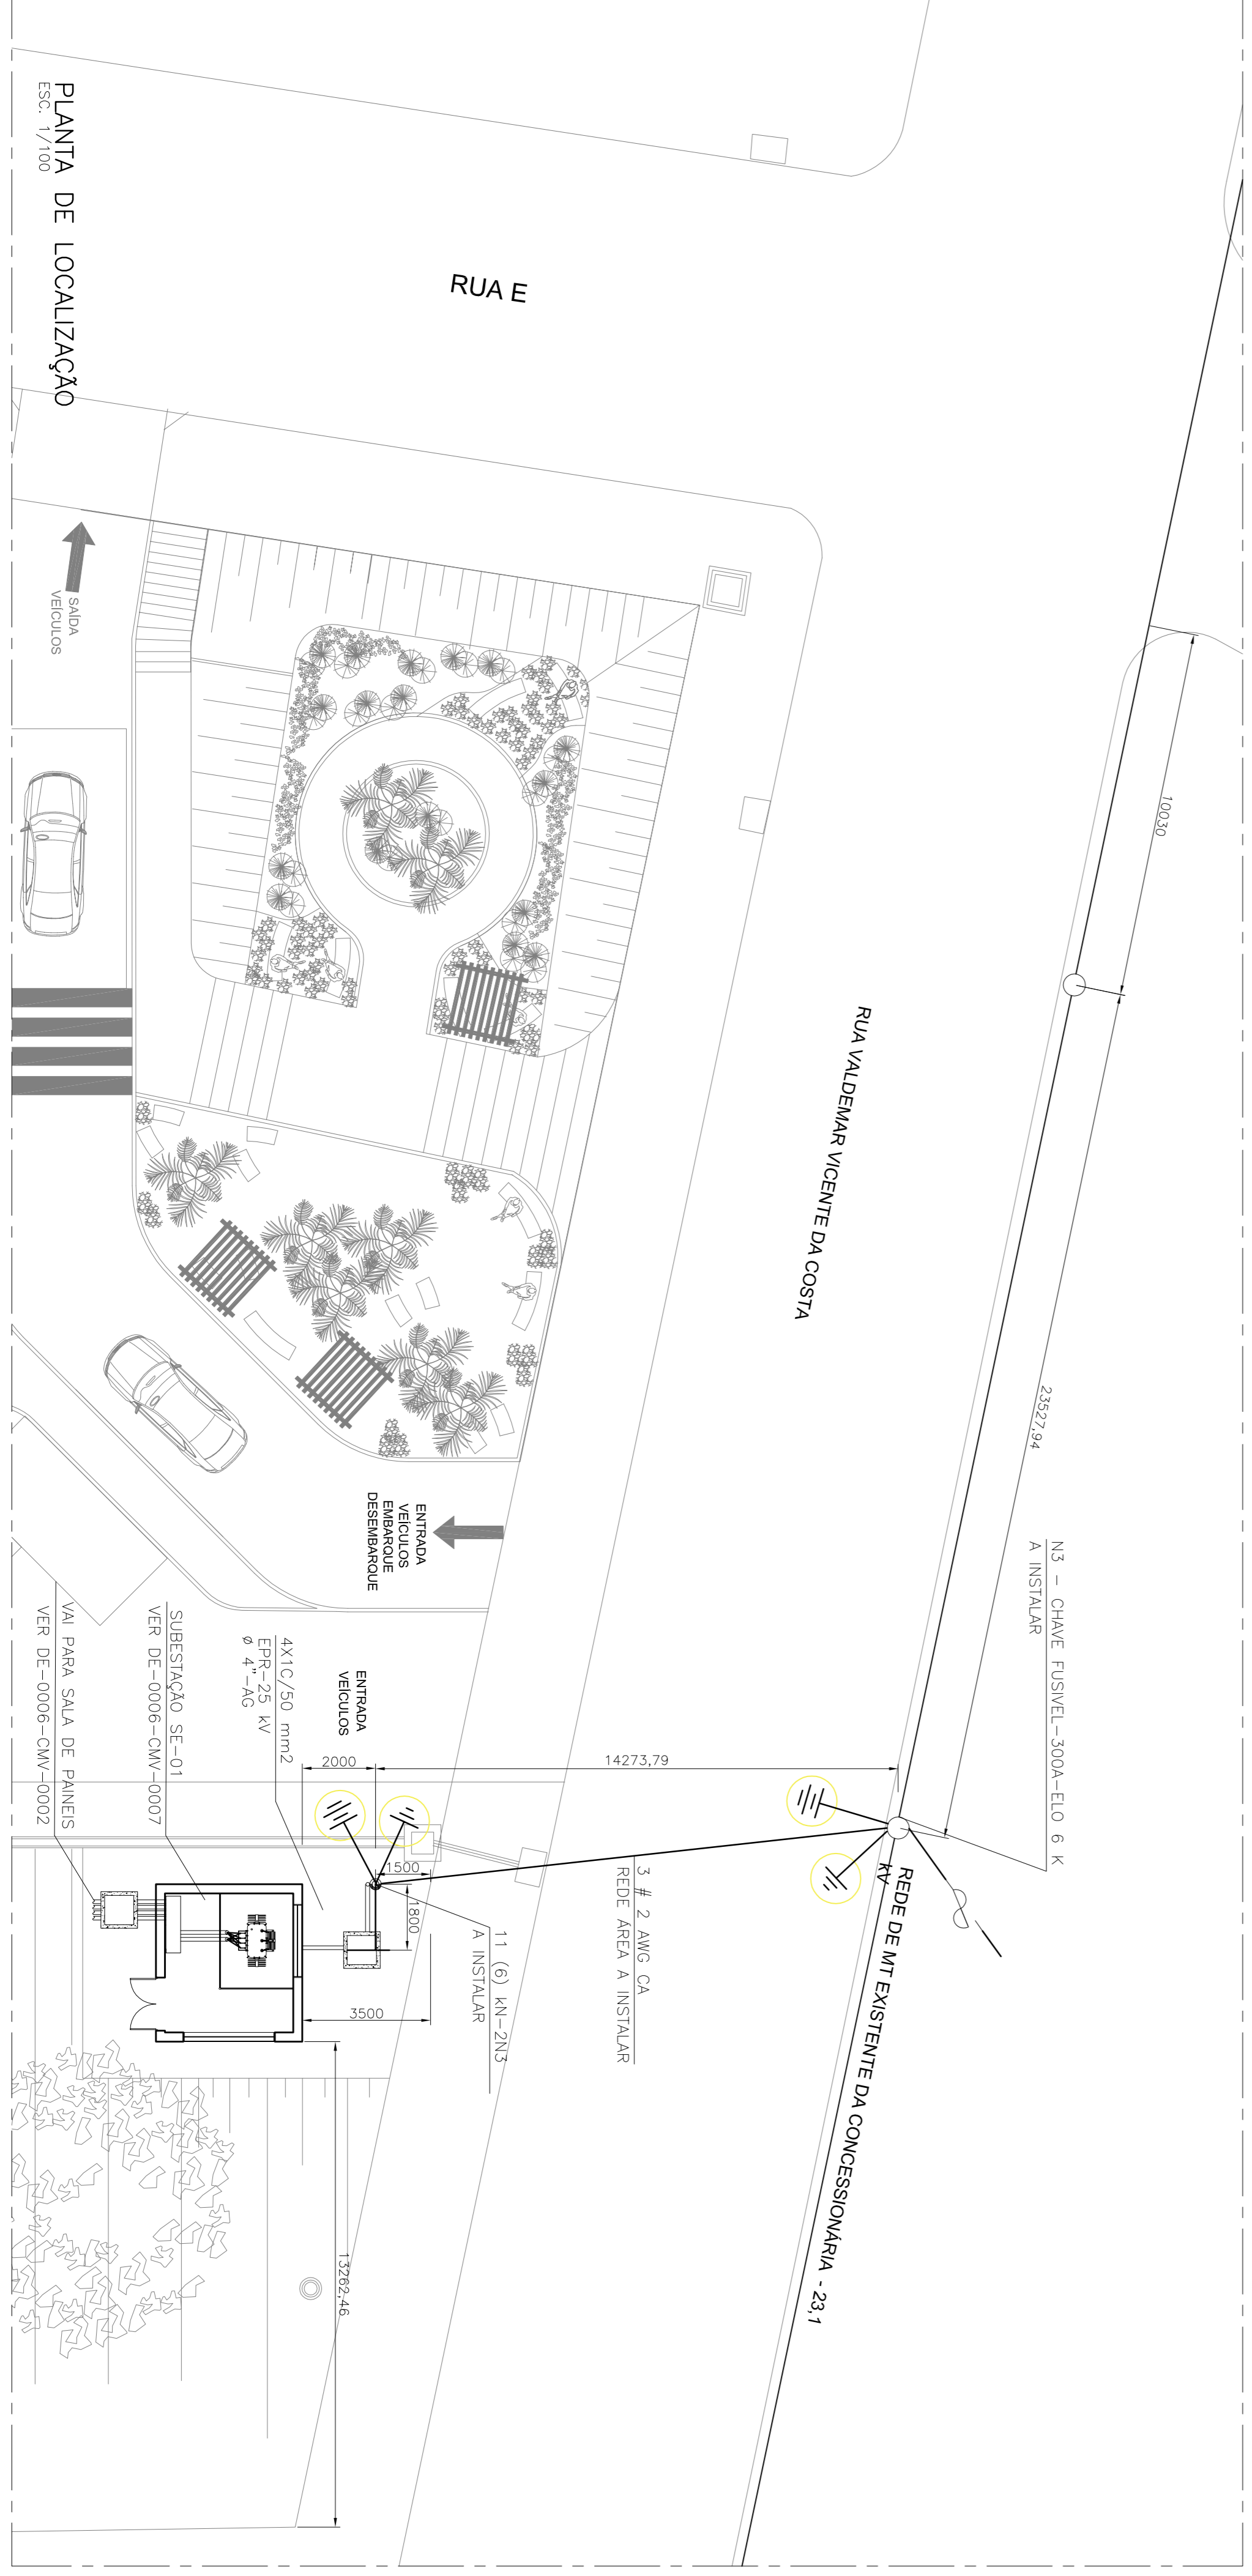 PLANTA DE LOCALIZAÇÃO
ESC. 1/100
RUA E
SAÍDA
VEÍCULOS
10030
RUA VALDEMAR VICENTE DA COSTA
23527,94
N3 - CHAVE FUSIVEL-300A-ELO 6 K
A INSTALAR
ENTRADA
VEÍCULOS
EMBARQUE
DESEMBARQUE
ENTRADA
VEÍCULOS
4X1C/50 mm2
EPR-25 kV
ø 4"-AG
SUBESTAÇÃO SE-01
VER DE-0006-CMV-0007
VAI PARA SALA DE PAINEIS
VER DE-0006-CMV-0002
2000
14273,79
1500
1800
3500
11 (6) kN-2N3
A INSTALAR
3 # 2 AWG CA
REDE ÁREA A INSTALAR
REDE DE MT EXISTENTE DA CONCESSIONÁRIA - 23,1
kV
13262,46